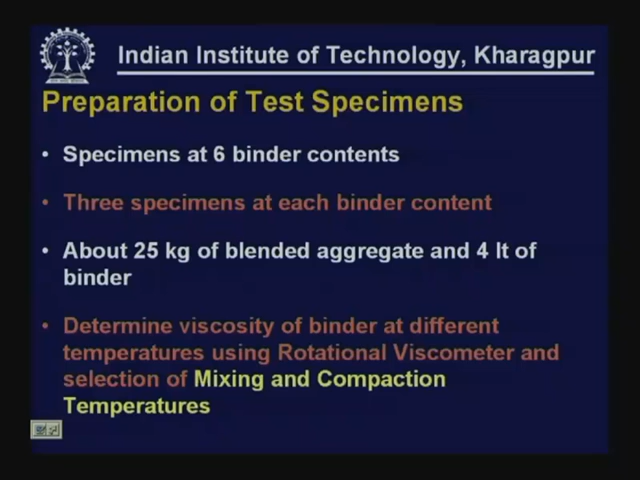 Indian Institute of Technology, Kharagpur
Preparation of Test Specimens
• Specimens at 6 binder contents
• Three specimens at each binder content
• About 25 kg of blended aggregate and 4 lt of
binder
• Determine viscosity of binder at different
temperatures using Rotational Viscometer and
selection of Mixing and Compaction
Temperatures